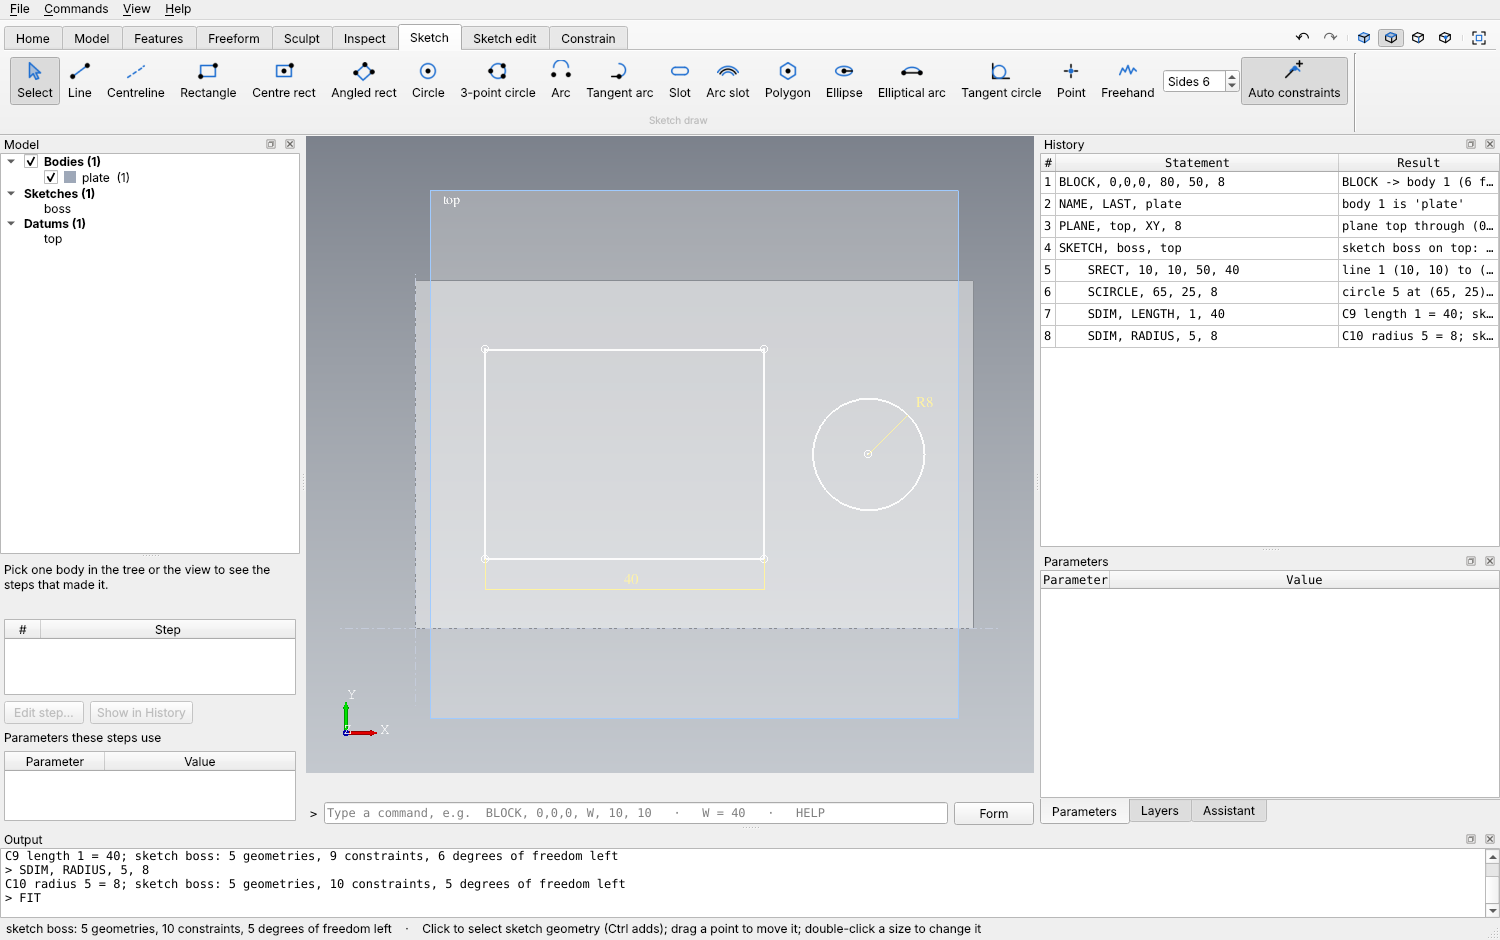 File Commands View Help
Home Model Features Freeform Sculpt Inspect Sketch Sketch edit Constrain
Select Line Centreline Rectangle Centre rect Angled rect Circle 3-point circle Arc Tangent arc Slot Arc slot Polygon Ellipse Elliptical arc Tangent circle Point Freehand Sides 6 Auto constraints
Sketch draw
Model
Bodies (1)
plate (1)
Sketches (1)
boss
Datums (1)
top
Pick one body in the tree or the view to see the
steps that made it.
# Step
Edit step... Show in History
Parameters these steps use
Parameter Value
top
R8
40
Y
X
> Type a command, e.g. BLOCK, 0,0,0, W, 10, 10 · W = 40 · HELP Form
History
# Statement Result
1 BLOCK, 0,0,0, 80, 50, 8 BLOCK -> body 1 (6 f…
2 NAME, LAST, plate body 1 is 'plate'
3 PLANE, top, XY, 8 plane top through (0…
4 SKETCH, boss, top sketch boss on top: …
5 SRECT, 10, 10, 50, 40 line 1 (10, 10) to (…
6 SCIRCLE, 65, 25, 8 circle 5 at (65, 25)…
7 SDIM, LENGTH, 1, 40 C9 length 1 = 40; sk…
8 SDIM, RADIUS, 5, 8 C10 radius 5 = 8; sk…
Parameters
Parameter Value
Parameters Layers Assistant
Output
C9 length 1 = 40; sketch boss: 5 geometries, 9 constraints, 6 degrees of freedom left
> SDIM, RADIUS, 5, 8
C10 radius 5 = 8; sketch boss: 5 geometries, 10 constraints, 5 degrees of freedom left
> FIT
sketch boss: 5 geometries, 10 constraints, 5 degrees of freedom left · Click to select sketch geometry (Ctrl adds); drag a point to move it; double-click a size to change it